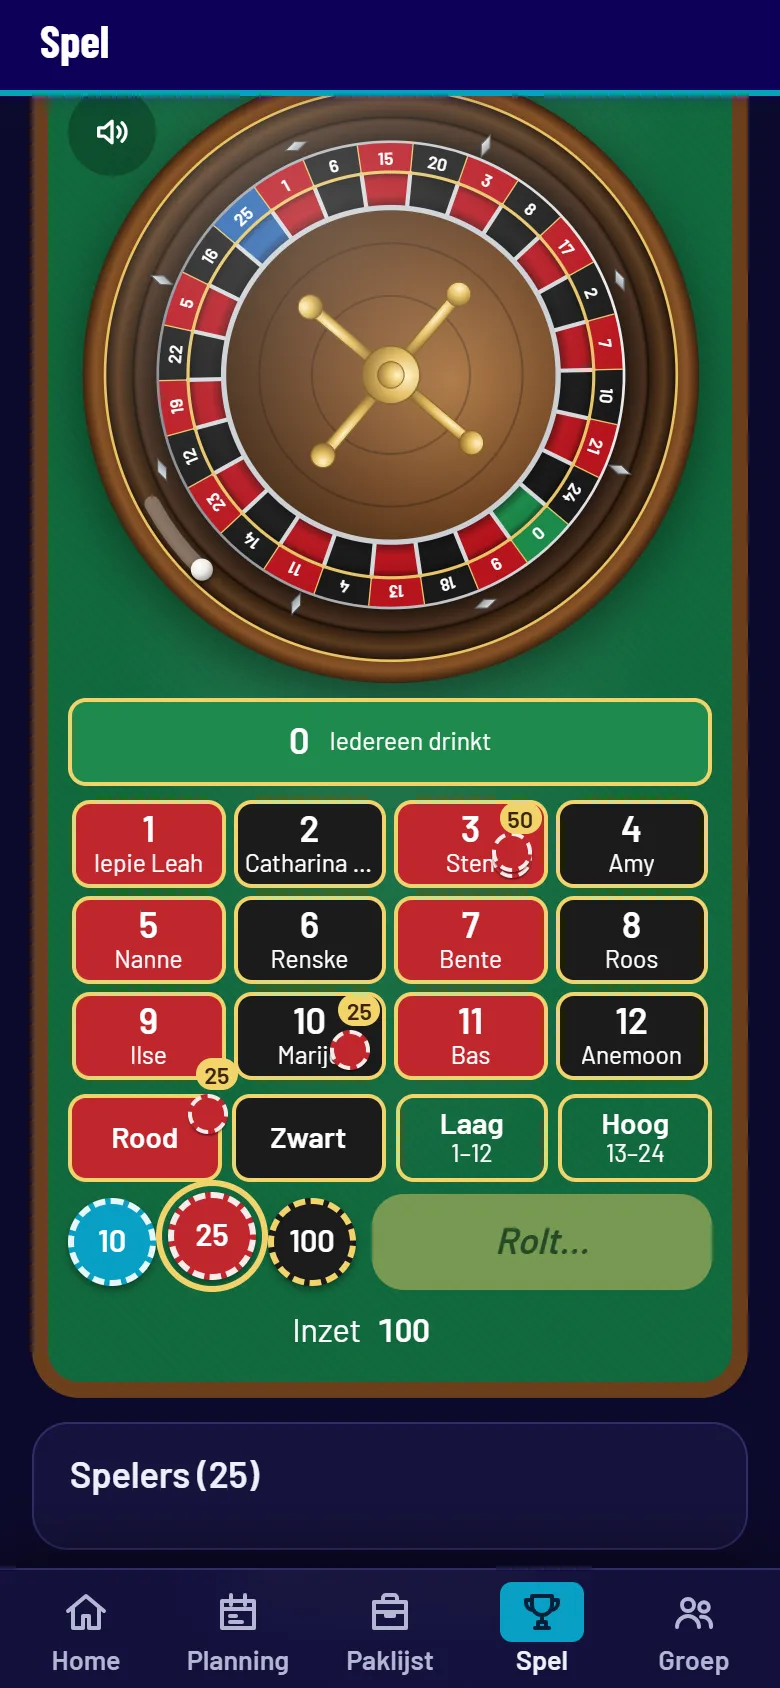 Spel
15
20
3
8
17
2
7
10
21
24
0
9
18
13
4
11
14
23
12
19
22
5
16
25
1
6
0 Iedereen drinkt
1
Iepie Leah
2
Catharina ...
3
50
Sten
4
Amy
5
Nanne
6
Renske
7
Bente
8
Roos
9
Ilse
10
25
Marij
11
Bas
12
Anemoon
25
Rood
Zwart
Laag
1–12
Hoog
13–24
10
25
100
Rolt...
Inzet 100
Spelers (25)
Home
Planning
Paklijst
Spel
Groep